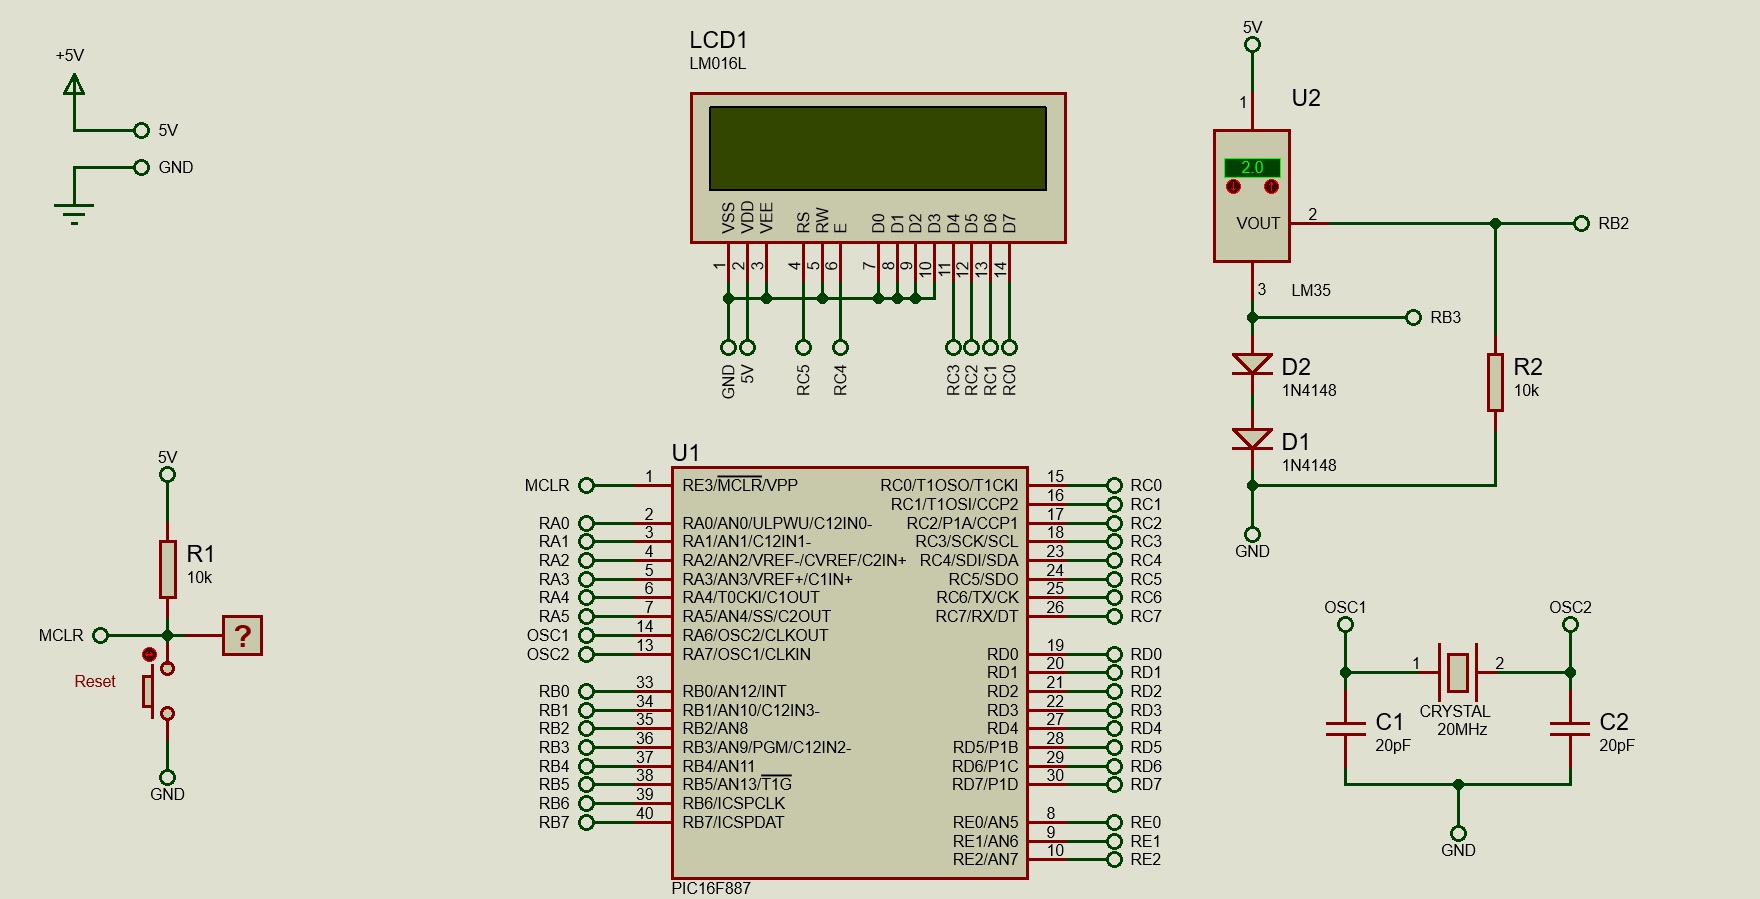 +5V
5V
GND
LCD1
LM016L
VSS
VDD
VEE
RS
RW
E
D0
D1
D2
D3
D4
D5
D6
D7
1
2
3
4
5
6
7
8
9
10
11
12
13
14
GND
5V
RC5
RC4
RC3
RC2
RC1
RC0
5V
1
U2
2.0
VOUT
2
RB2
3
LM35
RB3
D2
1N4148
D1
1N4148
R2
10k
GND
5V
R1
10k
MCLR
?
Reset
GND
U1
MCLR 1 RE3/MCLR/VPP
RA0 2 RA0/AN0/ULPWU/C12IN0-
RA1 3 RA1/AN1/C12IN1-
RA2 4 RA2/AN2/VREF-/CVREF/C2IN+
RA3 5 RA3/AN3/VREF+/C1IN+
RA4 6 RA4/T0CKI/C1OUT
RA5 7 RA5/AN4/SS/C2OUT
OSC1 14 RA6/OSC2/CLKOUT
OSC2 13 RA7/OSC1/CLKIN
RB0 33 RB0/AN12/INT
RB1 34 RB1/AN10/C12IN3-
RB2 35 RB2/AN8
RB3 36 RB3/AN9/PGM/C12IN2-
RB4 37 RB4/AN11
RB5 38 RB5/AN13/T1G
RB6 39 RB6/ICSPCLK
RB7 40 RB7/ICSPDAT
RC0/T1OSO/T1CKI 15 RC0
RC1/T1OSI/CCP2 16 RC1
RC2/P1A/CCP1 17 RC2
RC3/SCK/SCL 18 RC3
RC4/SDI/SDA 23 RC4
RC5/SDO 24 RC5
RC6/TX/CK 25 RC6
RC7/RX/DT 26 RC7
RD0 19 RD0
RD1 20 RD1
RD2 21 RD2
RD3 22 RD3
RD4 27 RD4
RD5/P1B 28 RD5
RD6/P1C 29 RD6
RD7/P1D 30 RD7
RE0/AN5 8 RE0
RE1/AN6 9 RE1
RE2/AN7 10 RE2
PIC16F887
OSC1
OSC2
1
2
CRYSTAL
20MHz
C1
20pF
C2
20pF
GND